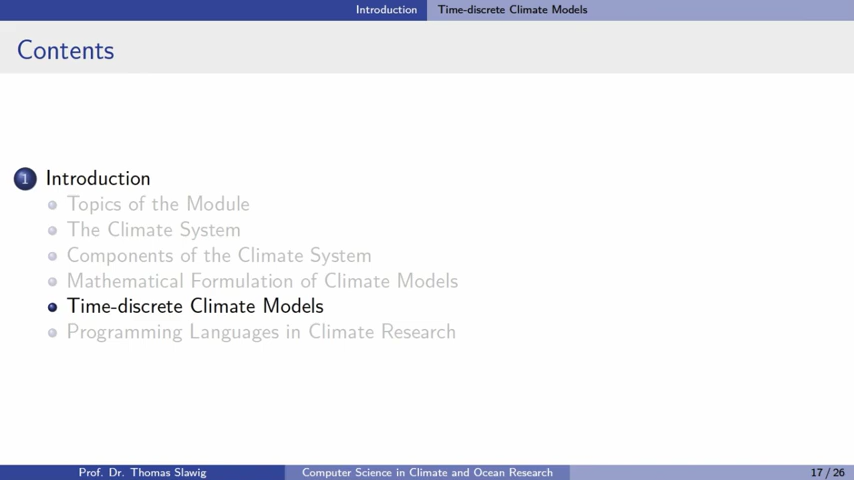 Introduction Time-discrete Climate Models
Contents
1 Introduction
Topics of the Module
The Climate System
Components of the Climate System
Mathematical Formulation of Climate Models
Time-discrete Climate Models
Programming Languages in Climate Research
Prof. Dr. Thomas Slawig Computer Science in Climate and Ocean Research 17 / 26